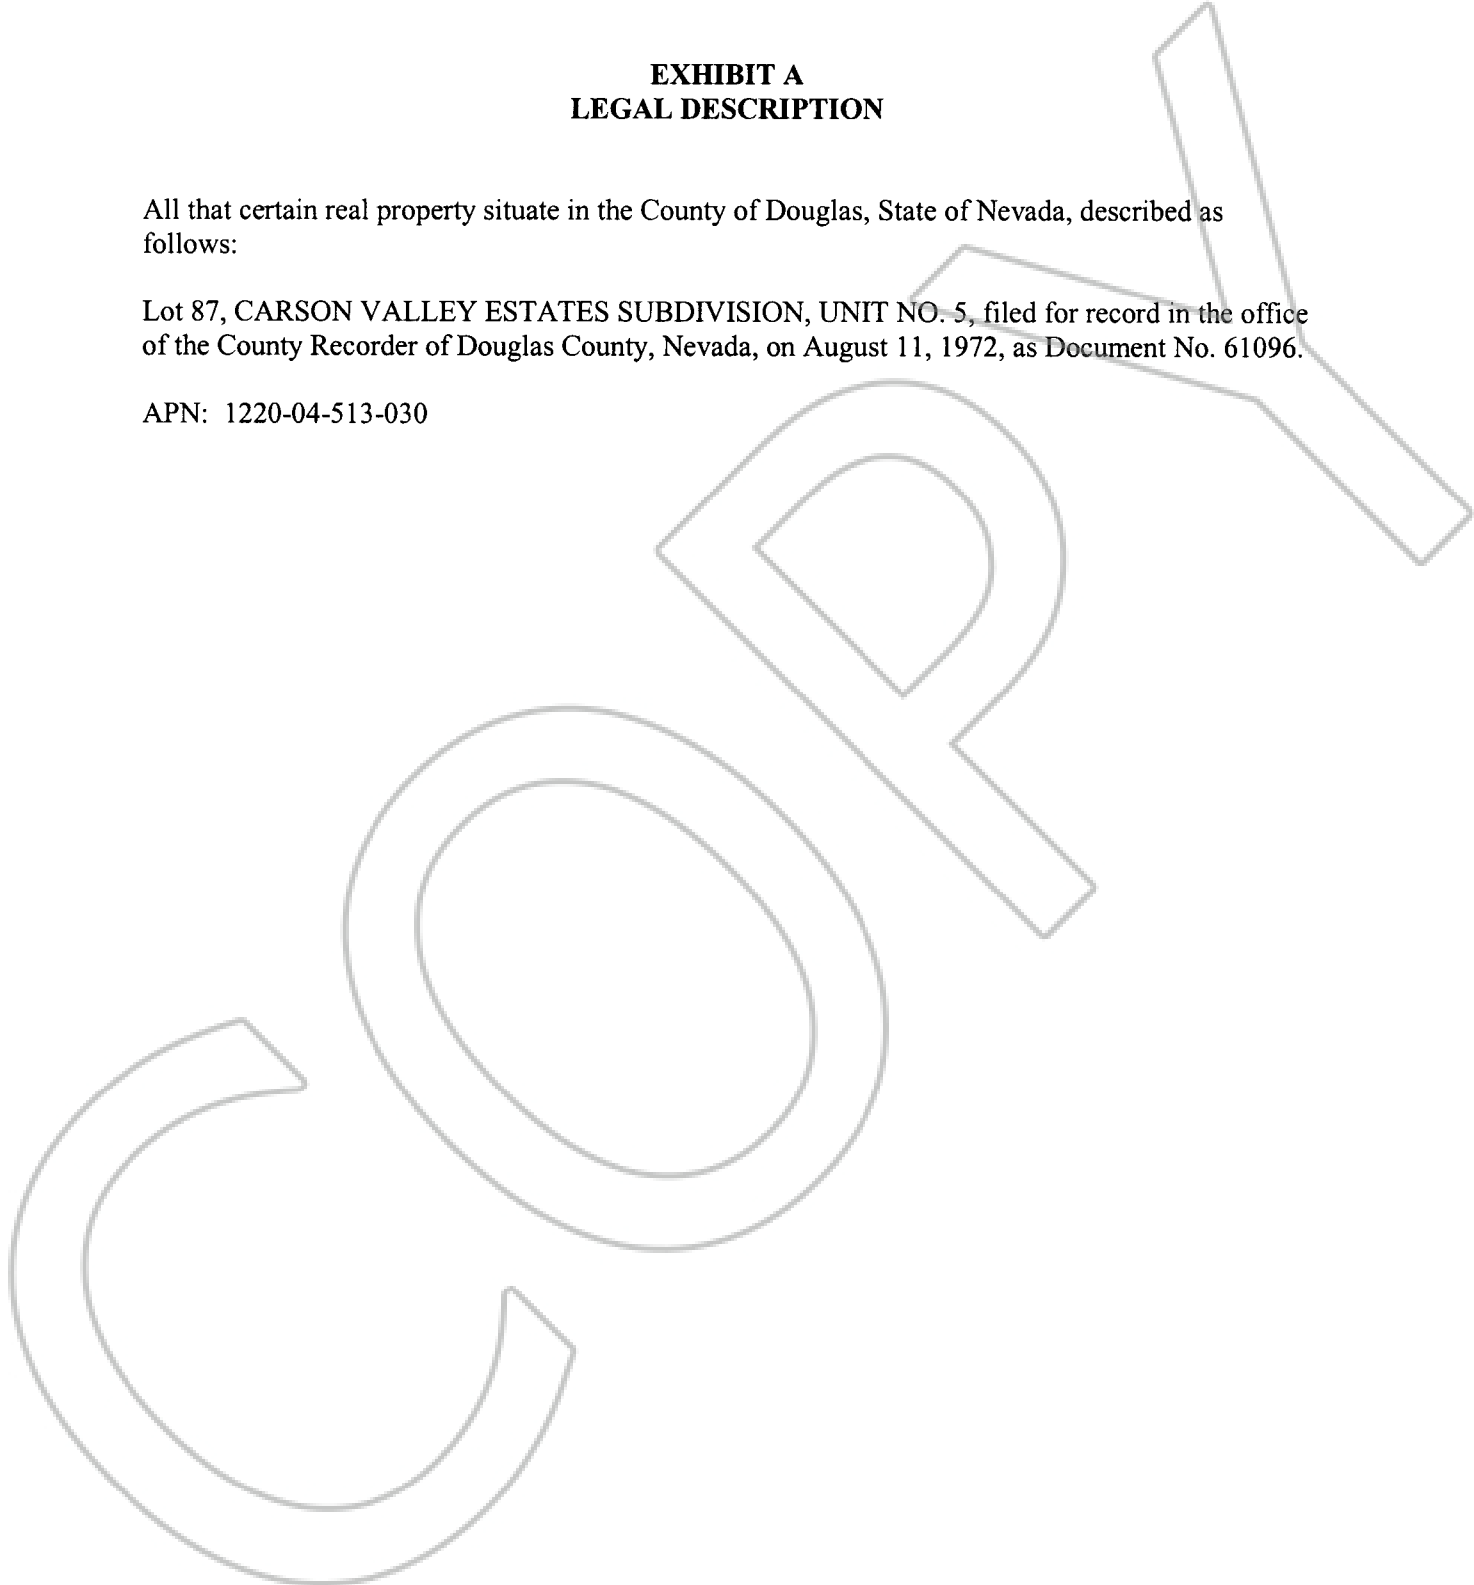 EXHIBIT A
LEGAL DESCRIPTION
All that certain real property situate in the County of Douglas, State of Nevada, described as
follows:
Lot 87, CARSON VALLEY ESTATES SUBDIVISION, UNIT NO. 5, filed for record in the office
of the County Recorder of Douglas County, Nevada, on August 11, 1972, as Document No. 61096.
APN: 1220-04-513-030
COPY